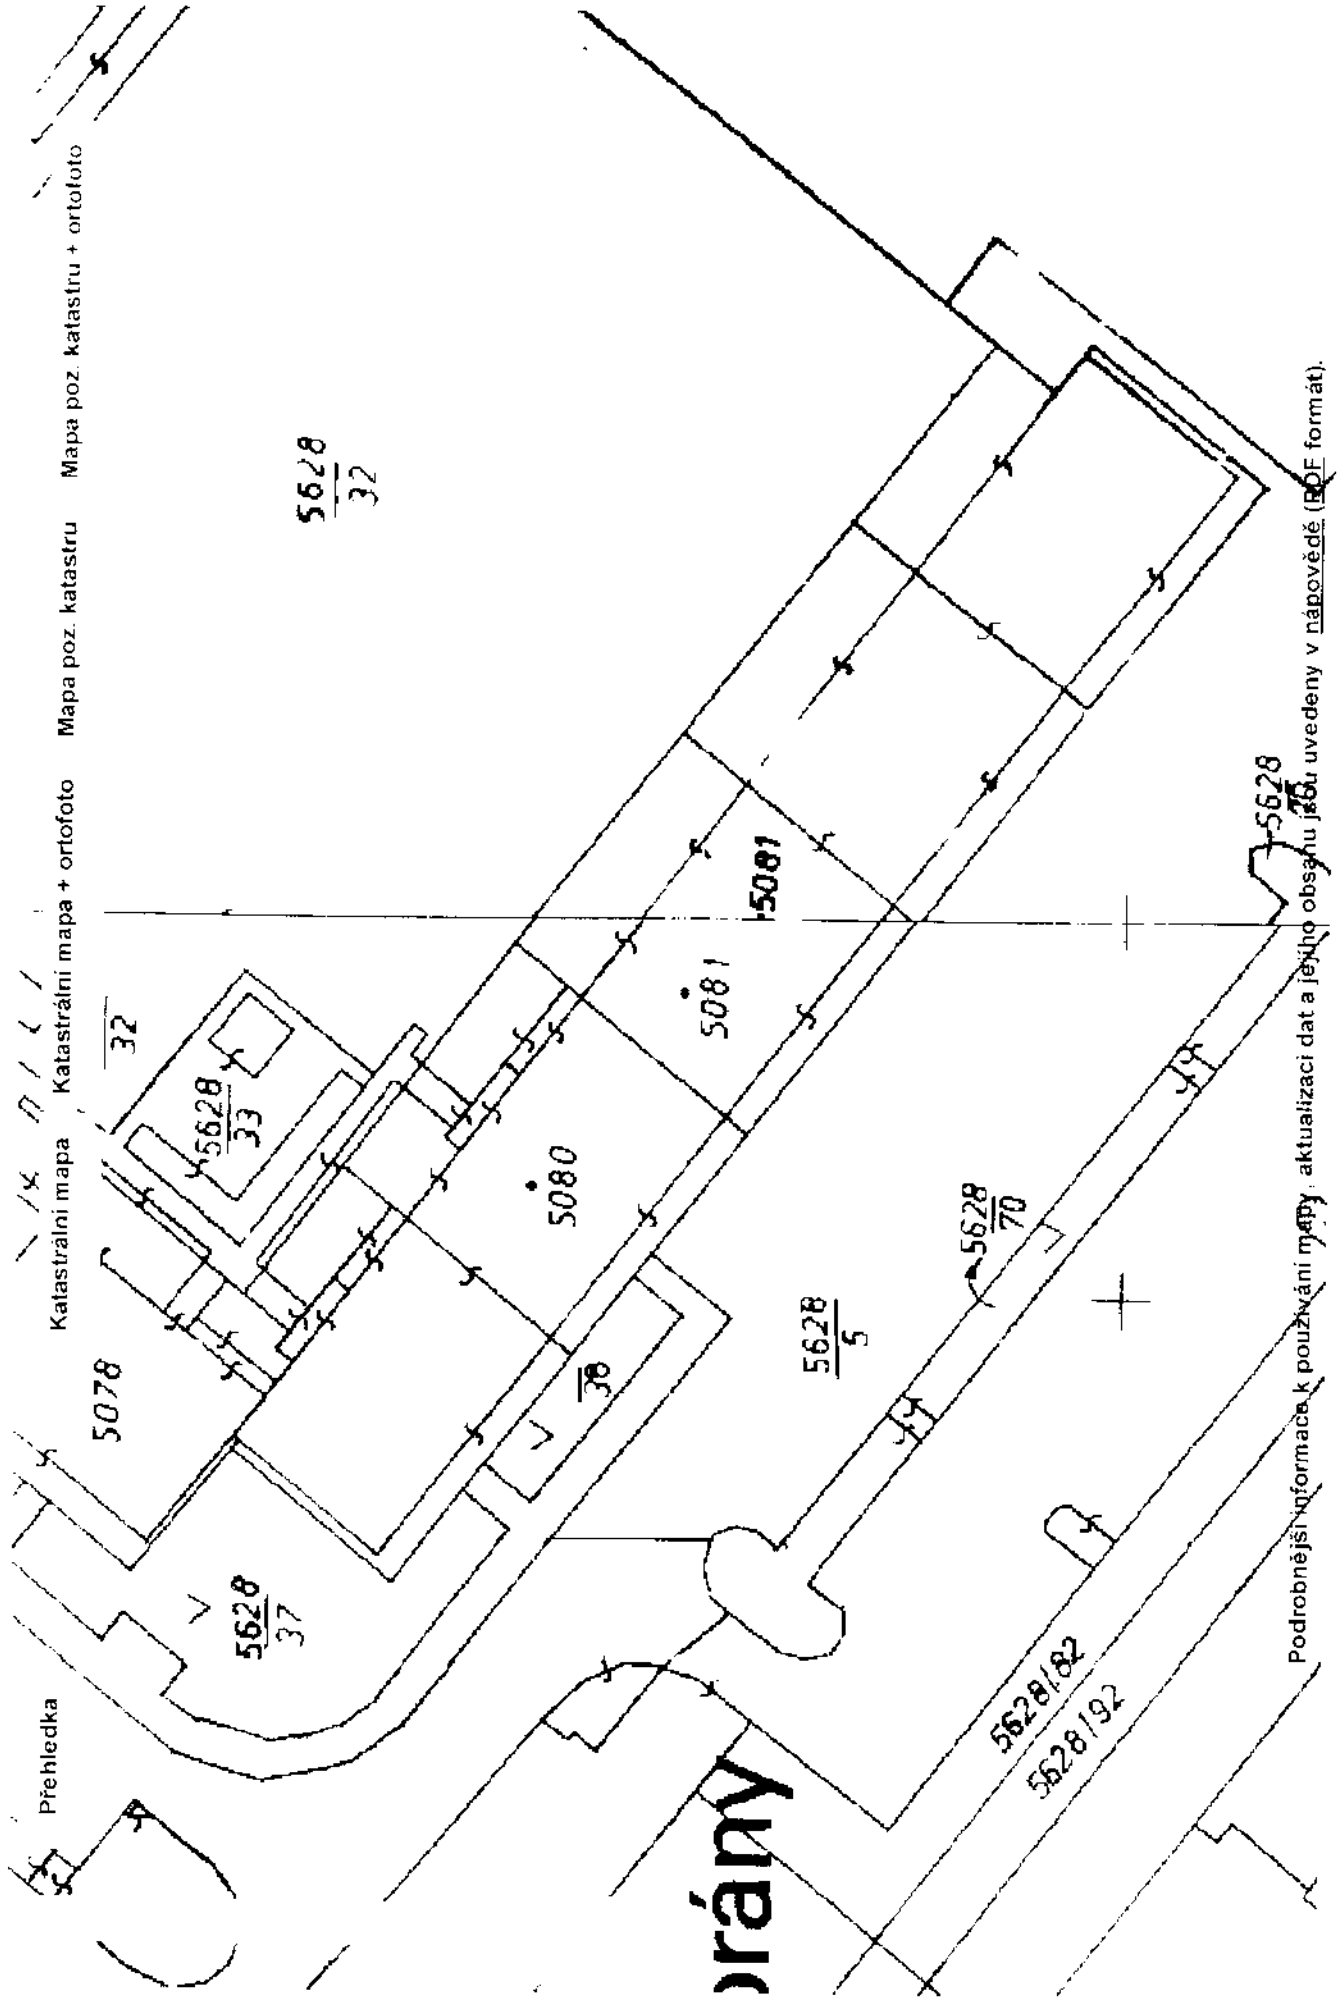 Přehledka
Katastrální mapa
Katastrální mapa + ortofoto
Mapa poz. katastru
Mapa poz. katastru + ortofoto
5078
5628
33
32
5628
32
5628
37
38
5080
5081
5081
5628
5
5628
70
5628
5628/82
5628/92
orány
Podrobnější informace k používání mapy, aktualizaci dat a jejího obsahu jsou uvedeny v nápovědě (PDF formát).